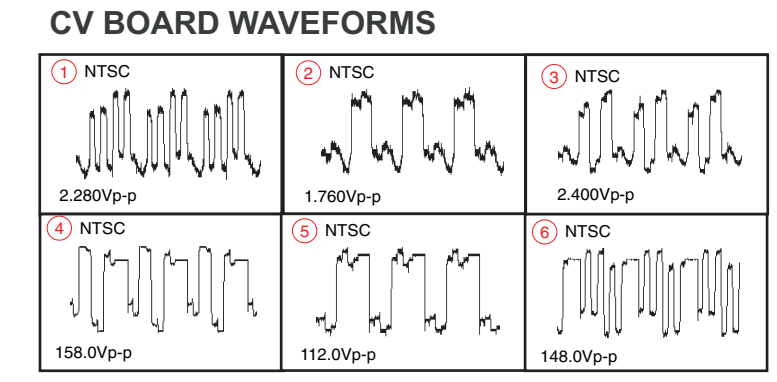 CV BOARD WAVEFORMS
1 NTSC
2.280Vp-p
2 NTSC
1.760Vp-p
3 NTSC
2.400Vp-p
4 NTSC
158.0Vp-p
5 NTSC
112.0Vp-p
6 NTSC
148.0Vp-p